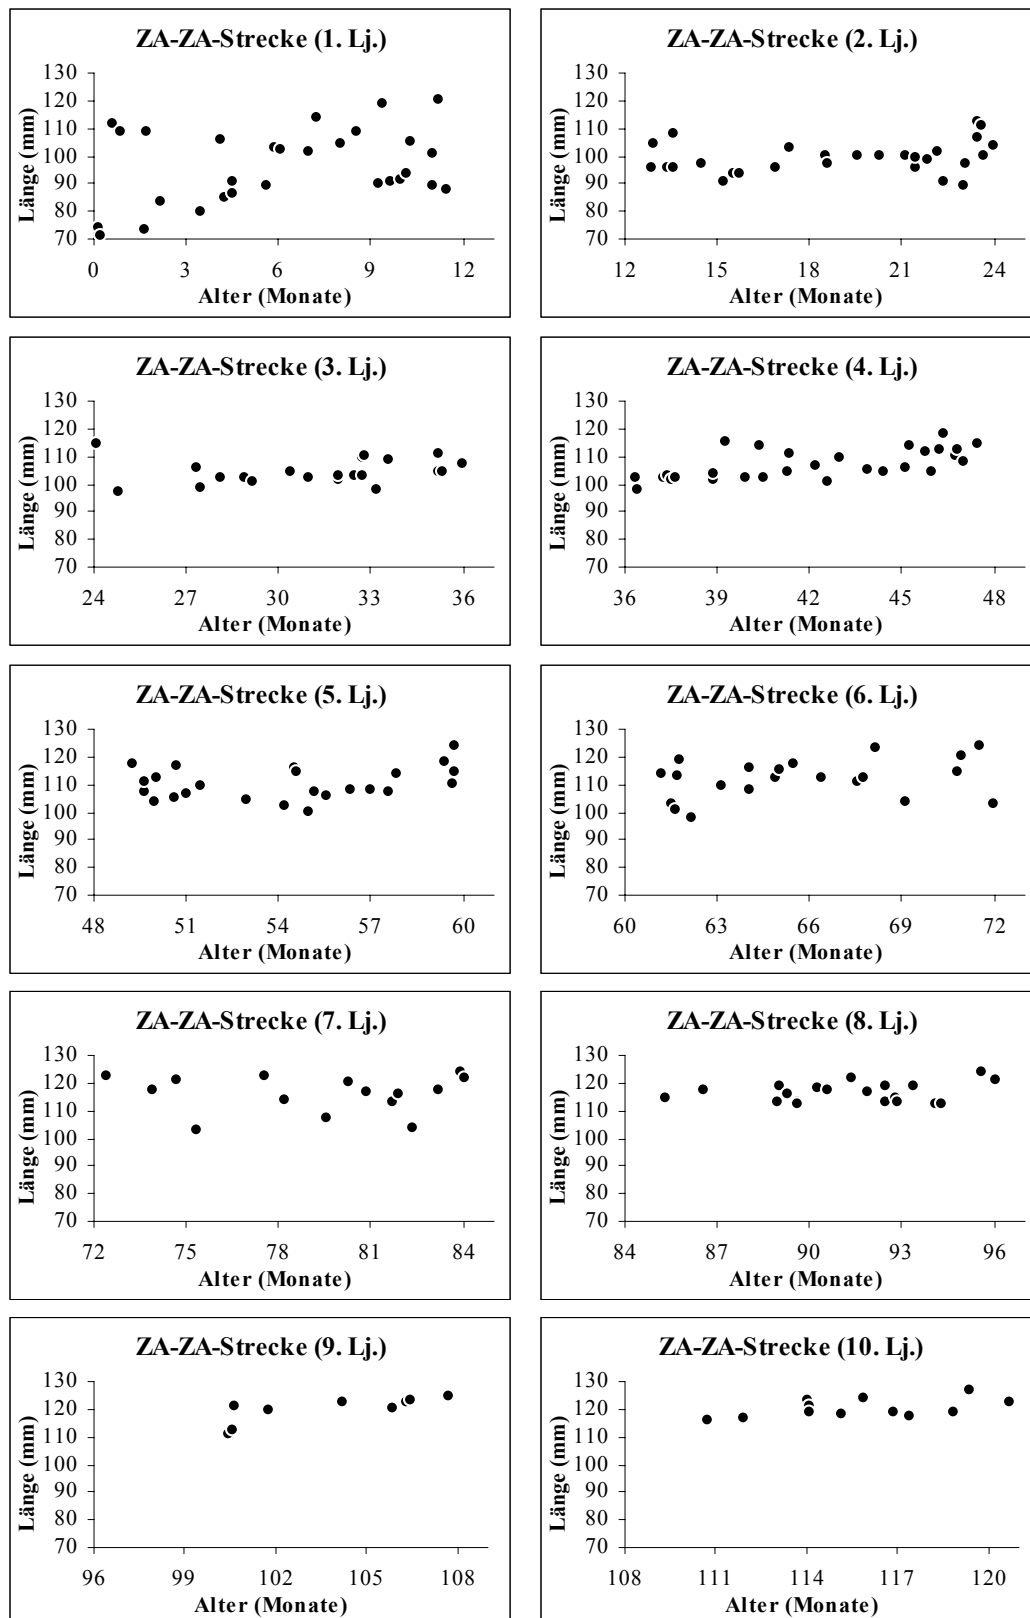 ZA-ZA-Strecke (1. Lj.)
130
120
110
100
90
80
70
Länge (mm)
0 3 6 9 12
Alter (Monate)
ZA-ZA-Strecke (2. Lj.)
130
120
110
100
90
80
70
Länge (mm)
12 15 18 21 24
Alter (Monate)
ZA-ZA-Strecke (3. Lj.)
130
120
110
100
90
80
70
Länge (mm)
24 27 30 33 36
Alter (Monate)
ZA-ZA-Strecke (4. Lj.)
130
120
110
100
90
80
70
Länge (mm)
36 39 42 45 48
Alter (Monate)
ZA-ZA-Strecke (5. Lj.)
130
120
110
100
90
80
70
Länge (mm)
48 51 54 57 60
Alter (Monate)
ZA-ZA-Strecke (6. Lj.)
130
120
110
100
90
80
70
Länge (mm)
60 63 66 69 72
Alter (Monate)
ZA-ZA-Strecke (7. Lj.)
130
120
110
100
90
80
70
Länge (mm)
72 75 78 81 84
Alter (Monate)
ZA-ZA-Strecke (8. Lj.)
130
120
110
100
90
80
70
Länge (mm)
84 87 90 93 96
Alter (Monate)
ZA-ZA-Strecke (9. Lj.)
130
120
110
100
90
80
70
Länge (mm)
96 99 102 105 108
Alter (Monate)
ZA-ZA-Strecke (10. Lj.)
130
120
110
100
90
80
70
Länge (mm)
108 111 114 117 120
Alter (Monate)